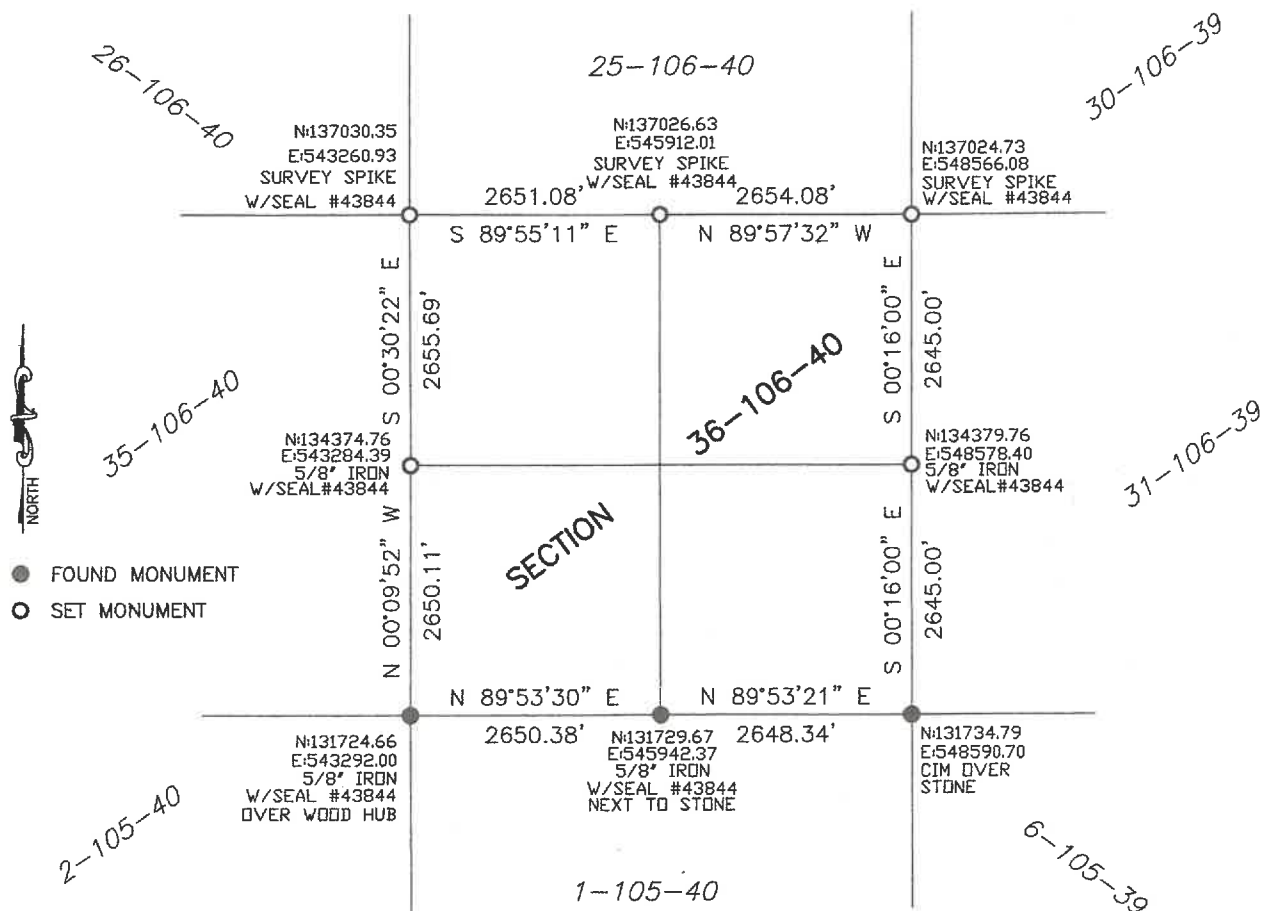 26-106-40
25-106-40
30-106-39
N:137030.35
E:543260.93
SURVEY SPIKE
W/SEAL #43844
N:137026.63
E:545912.01
SURVEY SPIKE
W/SEAL #43844
N:137024.73
E:548566.08
SURVEY SPIKE
W/SEAL #43844
2651.08'
2654.08'
S 89°55'11" E
N 89°57'32" W
S 00°30'22" E
2655.69'
S 00°16'00" E
2645.00'
36-106-40
35-106-40
NORTH
N:134374.76
E:543284.39
5/8" IRON
W/SEAL#43844
N:134379.76
E:548578.40
5/8" IRON
W/SEAL#43844
31-106-39
SECTION
FOUND MONUMENT
SET MONUMENT
N 00°09'52" W
2650.11'
S 00°16'00" E
2645.00'
N 89°53'30" E
N 89°53'21" E
2650.38'
2648.34'
N:131724.66
E:543292.00
5/8" IRON
W/SEAL #43844
OVER WOOD HUB
N:131729.67
E:545942.37
5/8" IRON
W/SEAL #43844
NEXT TO STONE
N:131734.79
E:548590.70
CIM OVER
STONE
2-105-40
1-105-40
6-105-39